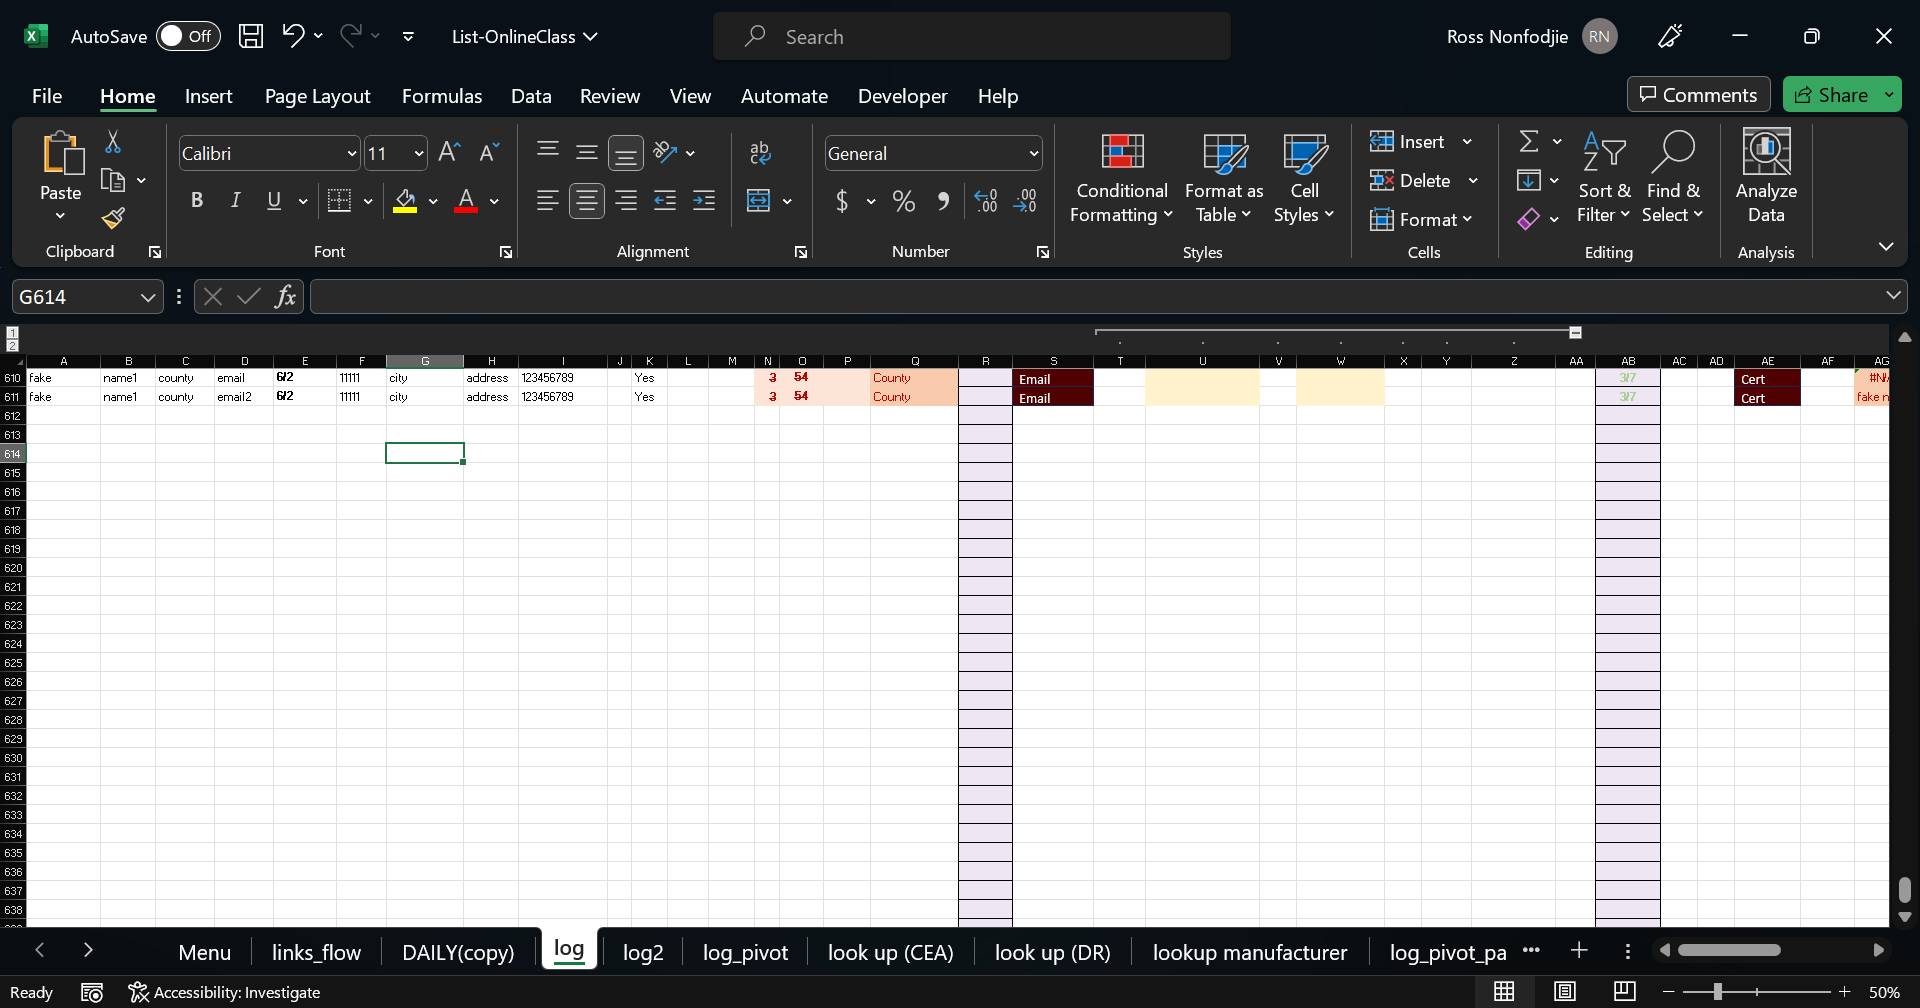 AutoSave Off List-OnlineClass Search Ross Nonfodjie RN
File Home Insert Page Layout Formulas Data Review View Automate Developer Help Comments Share
Paste
Clipboard
Calibri 11
B I U A
Font
ab
Alignment
General
$ % 9 .00
Number
Conditional Formatting
Format as Table
Cell Styles
Styles
Insert
Delete
Format
Cells
Sort & Filter
Find & Select
Editing
Analyze Data
Analysis
G614 fx
1
2
A B C D E F G H I J K L M N O P Q R S T U V W X Y Z AA AB AC AD AE AF AG
610 fake name1 county email 6/2 11111 city address 123456789 Yes 3 54 County Email 3/7 Cert #N/
611 fake name1 county email2 6/2 11111 city address 123456789 Yes 3 54 County Email 3/7 Cert fake n
612
613
614
615
616
617
618
619
620
621
622
623
624
625
626
627
628
629
630
631
632
633
634
635
636
637
638
Menu links_flow DAILY(copy) log log2 log_pivot look up (CEA) look up (DR) lookup manufacturer log_pivot_pa
Ready Accessibility: Investigate 50%